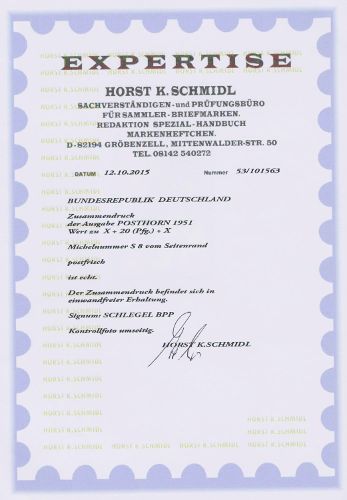 EXPERTISE
HORST K. SCHMIDL
SACHVERSTÄNDIGEN-und PRÜFUNGSBÜRO
FÜR SAMMLER-BRIEFMARKEN.
REDAKTION SPEZIAL-HANDBUCH
MARKENHEFTCHEN.
D-82194 GRÖBENZELL, MITTENWALDER-STR. 50
TEL. 08142 540272
DATUM 12.10.2015 Nummer 53/101563
BUNDESREPUBLIK DEUTSCHLAND
Zusammendruck
der Ausgabe POSTHORN 1951
Wert zu X + 20 (Pfg.) + X
Michelnummer S 8 vom Seitenrand
postfrisch
ist echt.
Der Zusammendruck befindet sich in
einwandfreier Erhaltung.
Signum: SCHLEGEL BPP
Kontrollfoto umseitig.
HORST K.SCHMIDL